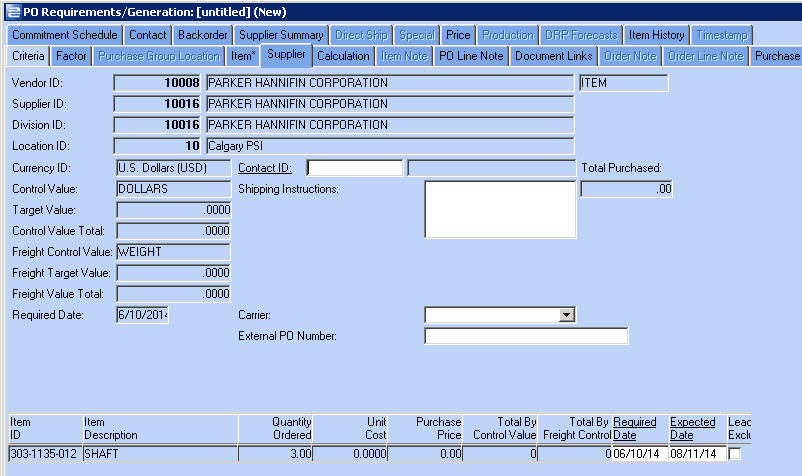 PO Requirements/Generation: [untitled] (New)
Commitment Schedule Contact Backorder Supplier Summary Direct Ship Special Price Production DRP Forecasts Item History Timestamp
Criteria Factor Purchase Group Location Item* Supplier Calculation Item Note PO Line Note Document Links Order Note Order Line Note Purchase
Vendor ID: 10008 PARKER HANNIFIN CORPORATION ITEM
Supplier ID: 10016 PARKER HANNIFIN CORPORATION
Division ID: 10016 PARKER HANNIFIN CORPORATION
Location ID: 10 Calgary PSI
Currency ID: U.S. Dollars (USD) Contact ID: Total Purchased:
Control Value: DOLLARS Shipping Instructions: .00
Target Value: .0000
Control Value Total: .0000
Freight Control Value: WEIGHT
Freight Target Value: .0000
Freight Value Total: .0000
Required Date: 6/10/2014 Carrier:
External PO Number:
Item Item Quantity Unit Purchase Total By Total By Required Expected Lead
ID Description Ordered Cost Price Control Value Freight Control Date Date Exclu
303-1135-012 SHAFT 3.00 0.0000 0.00 0 0 06/10/14 08/11/14